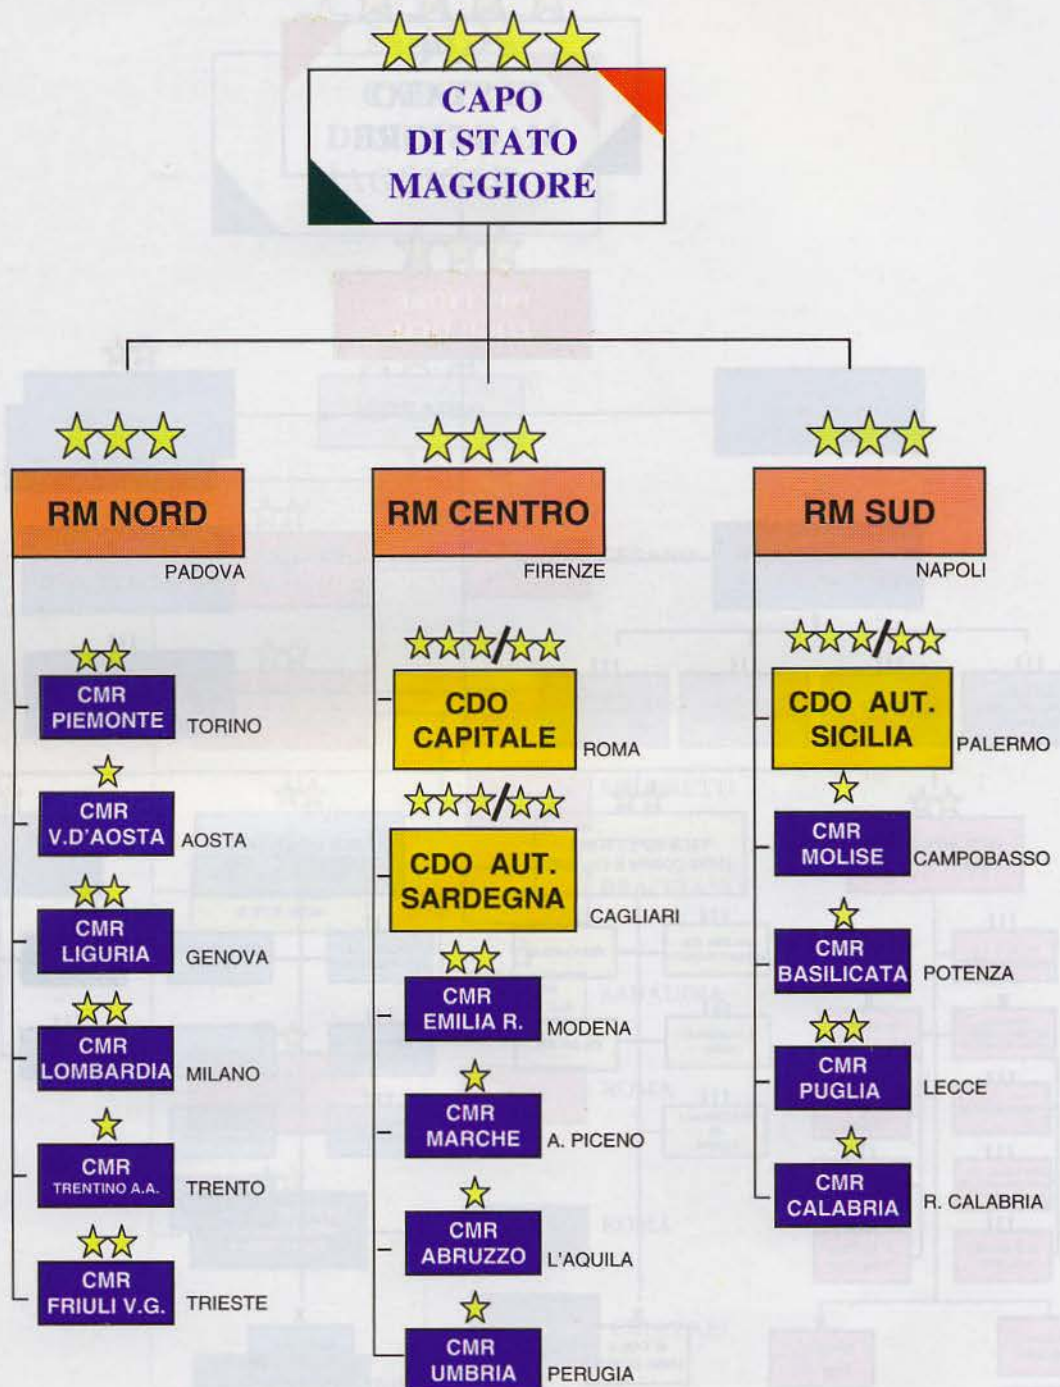 CAPO
DI STATO
MAGGIORE
RM NORD
PADOVA
CMR
PIEMONTE
TORINO
CMR
V.D'AOSTA
AOSTA
CMR
LIGURIA
GENOVA
CMR
LOMBARDIA
MILANO
CMR
TRENTINO A.A.
TRENTO
CMR
FRIULI V.G.
TRIESTE
RM CENTRO
FIRENZE
/
CDO
CAPITALE
ROMA
/
CDO AUT.
SARDEGNA
CAGLIARI
CMR
EMILIA R.
MODENA
CMR
MARCHE
A. PICENO
CMR
ABRUZZO
L'AQUILA
CMR
UMBRIA
PERUGIA
RM SUD
NAPOLI
/
CDO AUT.
SICILIA
PALERMO
CMR
MOLISE
CAMPOBASSO
CMR
BASILICATA
POTENZA
CMR
PUGLIA
LECCE
CMR
CALABRIA
R. CALABRIA